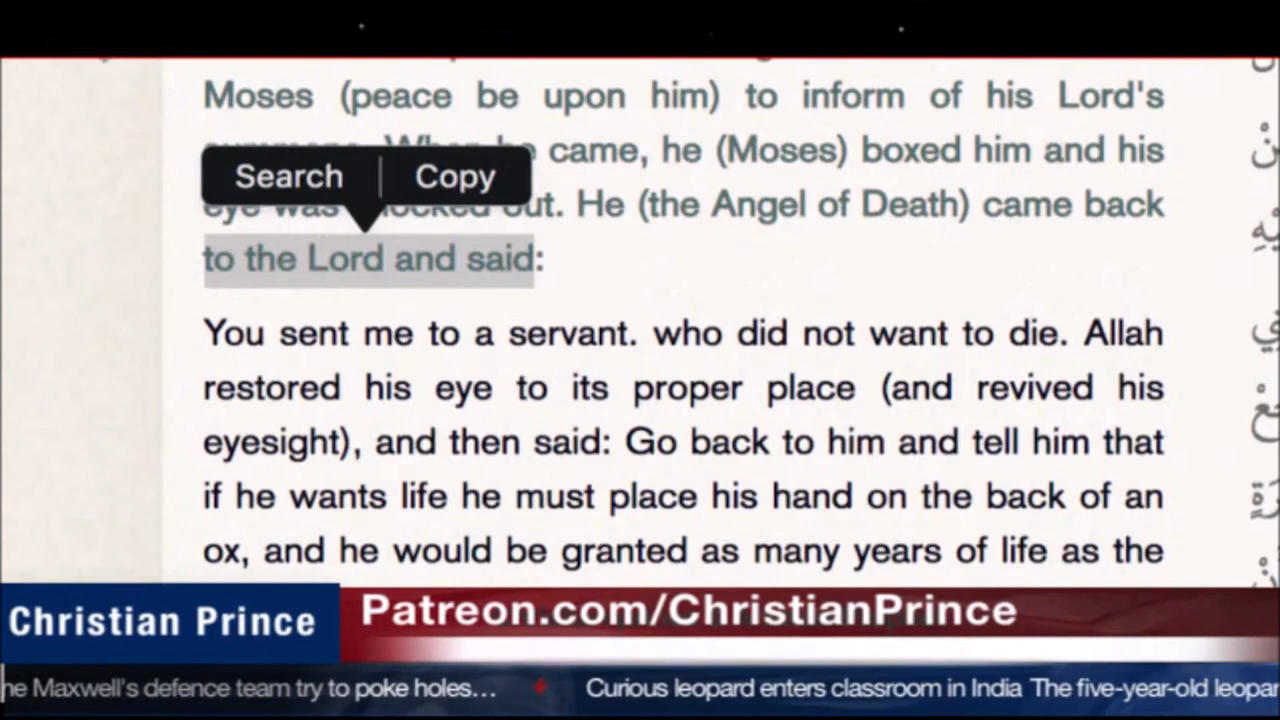 Moses (peace be upon him) to inform of his Lord's
came, he (Moses) boxed him and his
Search Copy
out. He (the Angel of Death) came back
to the Lord and said:
You sent me to a servant. who did not want to die. Allah
restored his eye to its proper place (and revived his
eyesight), and then said: Go back to him and tell him that
if he wants life he must place his hand on the back of an
ox, and he would be granted as many years of life as the
Christian Prince
Patreon.com/ChristianPrince
Maxwell's defence team try to poke holes...
Curious leopard enters classroom in India The five-year-old